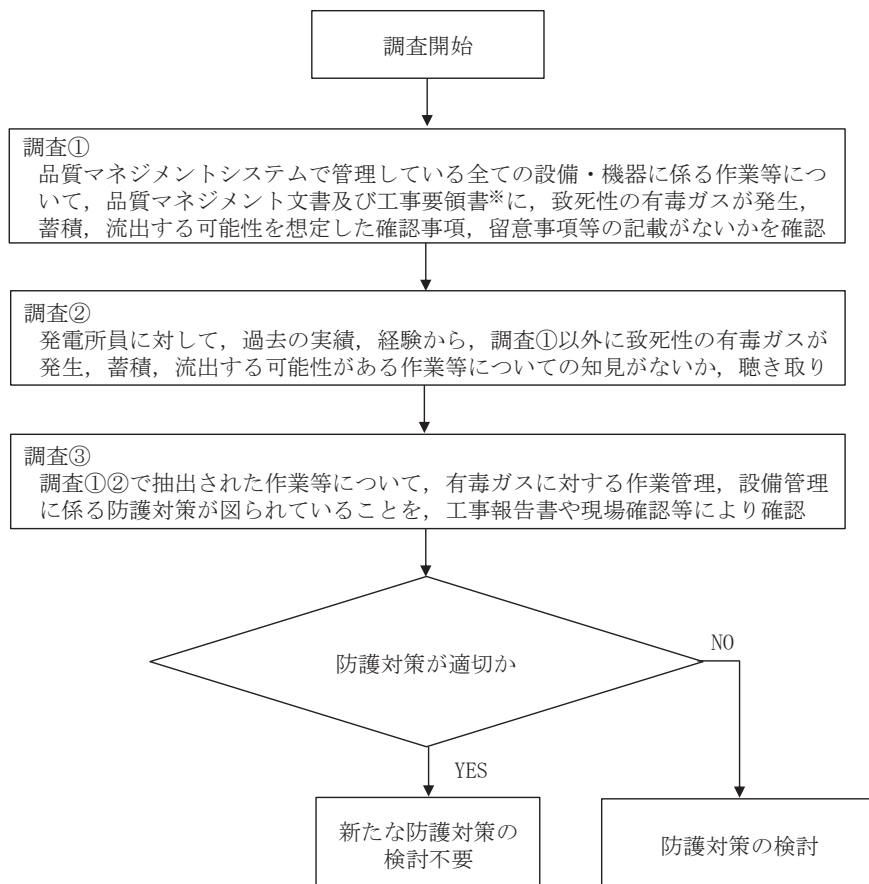 調査開始
調査①
品質マネジメントシステムで管理している全ての設備・機器に係る作業等につ
いて，品質マネジメント文書及び工事要領書※に，致死性の有毒ガスが発生，
蓄積，流出する可能性を想定した確認事項，留意事項等の記載がないかを確認
調査②
発電所員に対して，過去の実績，経験から，調査①以外に致死性の有毒ガスが
発生，蓄積，流出する可能性がある作業等についての知見がないか，聴き取り
調査③
調査①②で抽出された作業等について，有毒ガスに対する作業管理，設備管理
に係る防護対策が図られていることを，工事報告書や現場確認等により確認
防護対策が適切か
NO
YES
新たな防護対策の
検討不要
防護対策の検討